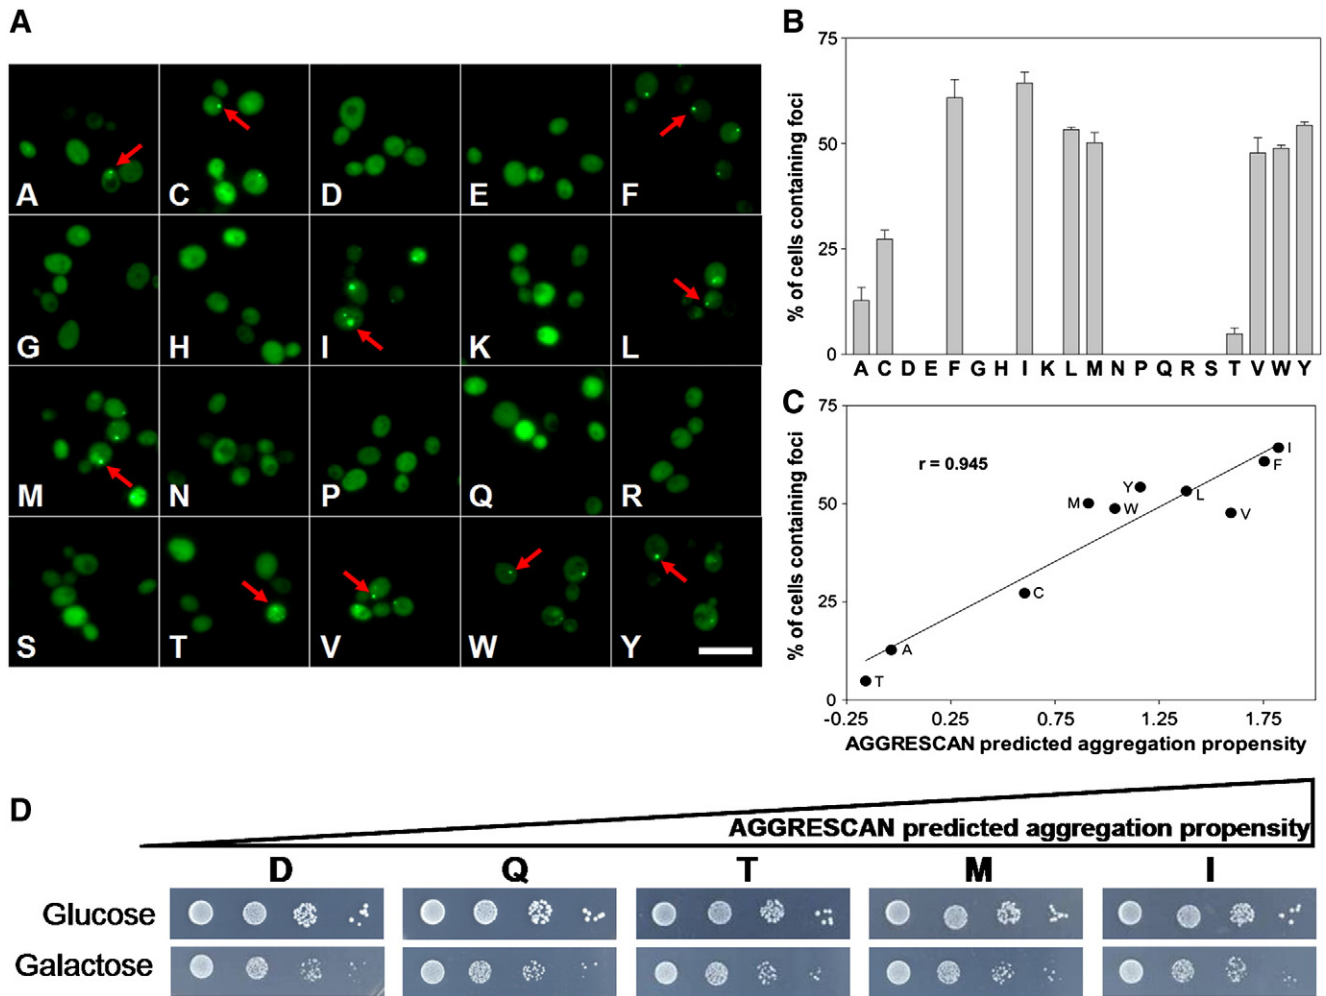 A
A C D E F
G H I K L
M N P Q R
S T V W Y
B
75
50
25
0
% of cells containing foci
A C D E F G H I K L M N P Q R S T V W Y
C
75
50
25
0
% of cells containing foci
r = 0.945
I
F
Y
L
M
W
V
C
A
T
-0.25 0.25 0.75 1.25 1.75
AGGRESCAN predicted aggregation propensity
D
AGGRESCAN predicted aggregation propensity
D Q T M I
Glucose
Galactose